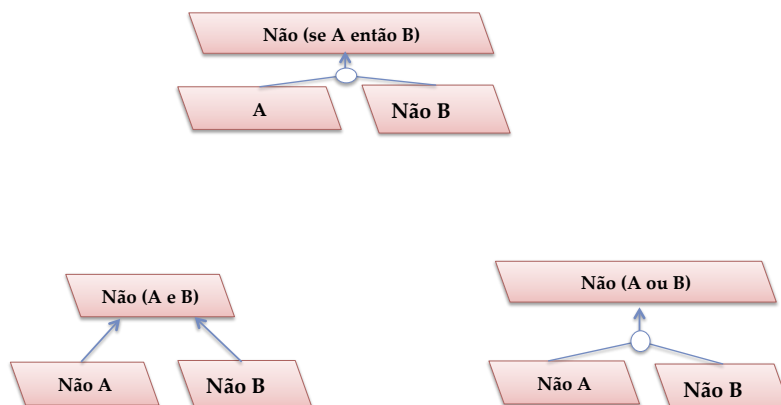 Não (se A então B)
A
Não B
Não (A e B)
Não A
Não B
Não (A ou B)
Não A
Não B